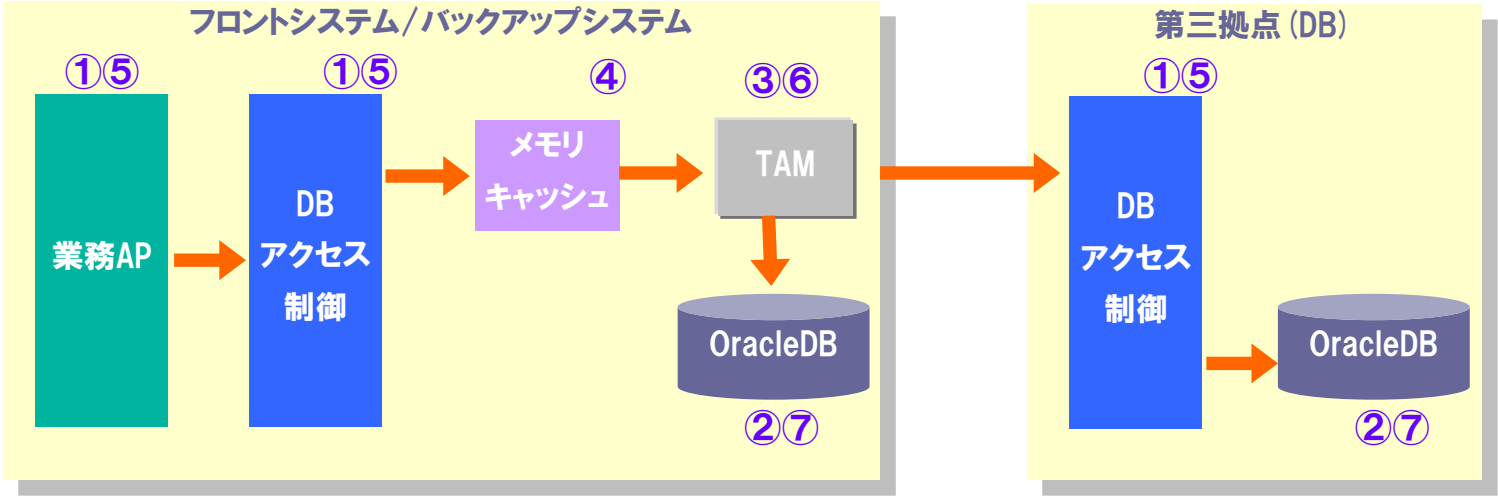 フロントシステム/バックアップシステム
①⑤
①⑤
④
③⑥
業務AP
DB
アクセス
制御
メモリ
キャッシュ
TAM
OracleDB
②⑦
第三拠点(DB)
①⑤
DB
アクセス
制御
OracleDB
②⑦